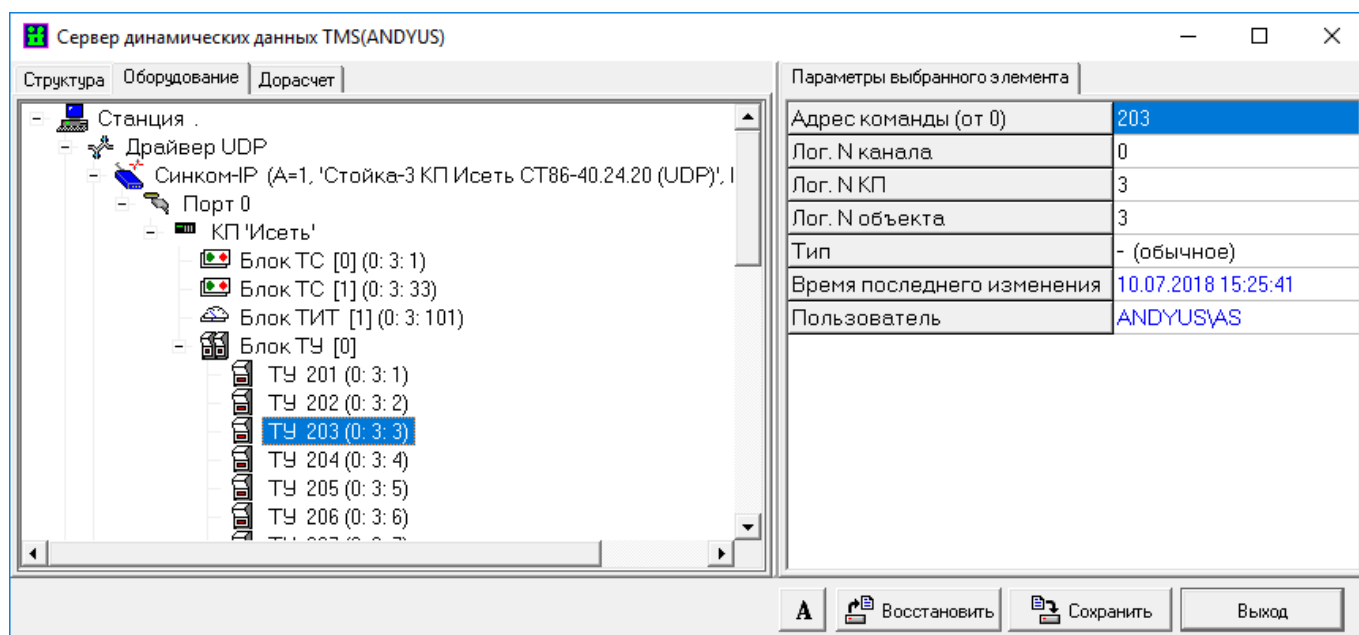 Сервер динамических данных TMS(ANDYUS)
Структура Оборудование Дорасчет
Станция .
Драйвер UDP
Синком-IP (A=1, 'Стойка-3 КП Исеть СТ86-40.24.20 (UDP)', I
Порт 0
КП 'Исеть'
Блок ТС [0] (0: 3: 1)
Блок ТС [1] (0: 3: 33)
Блок ТИТ [1] (0: 3: 101)
Блок ТУ [0]
ТУ 201 (0: 3: 1)
ТУ 202 (0: 3: 2)
ТУ 203 (0: 3: 3)
ТУ 204 (0: 3: 4)
ТУ 205 (0: 3: 5)
ТУ 206 (0: 3: 6)
Параметры выбранного элемента
Адрес команды (от 0) 203
Лог. N канала 0
Лог. N КП 3
Лог. N объекта 3
Тип - (обычное)
Время последнего изменения 10.07.2018 15:25:41
Пользователь ANDYUS\AS
A Восстановить Сохранить Выход